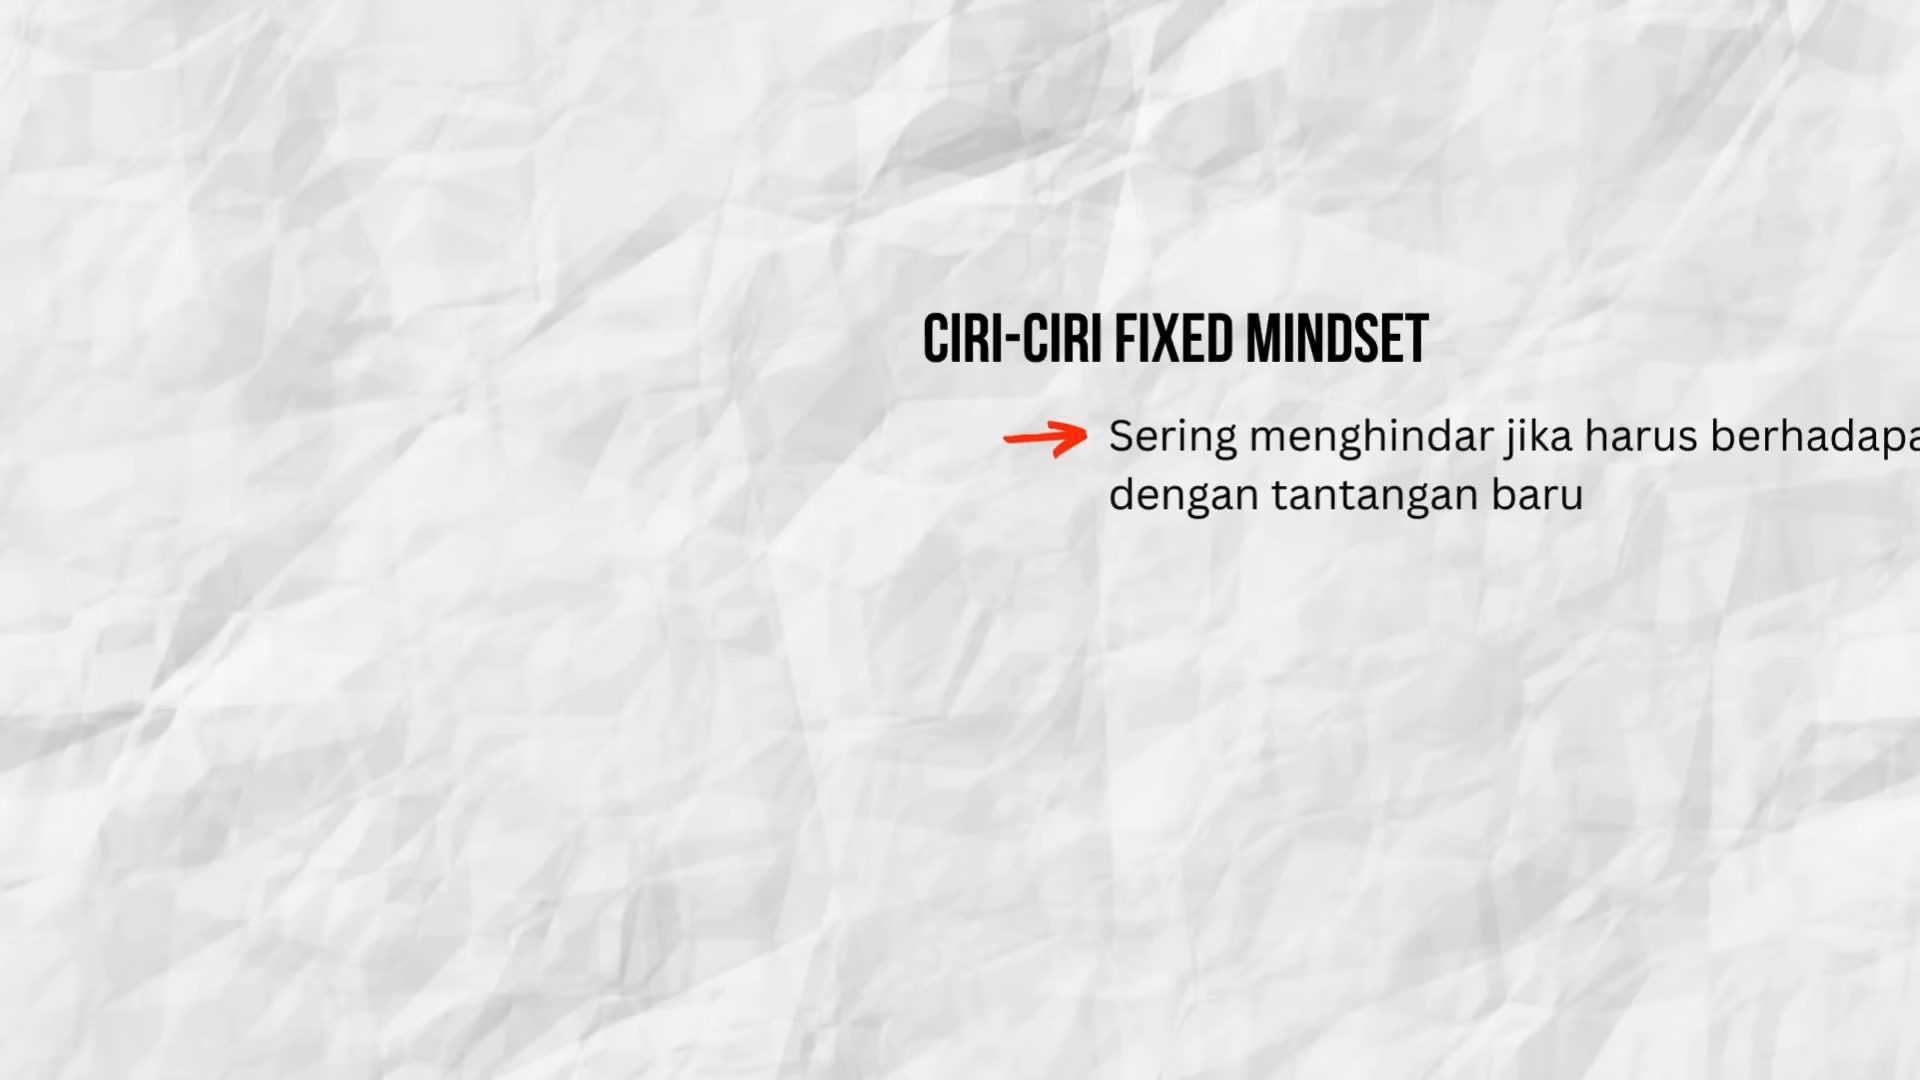 CIRI-CIRI FIXED MINDSET
Sering menghindar jika harus berhadapa
dengan tantangan baru